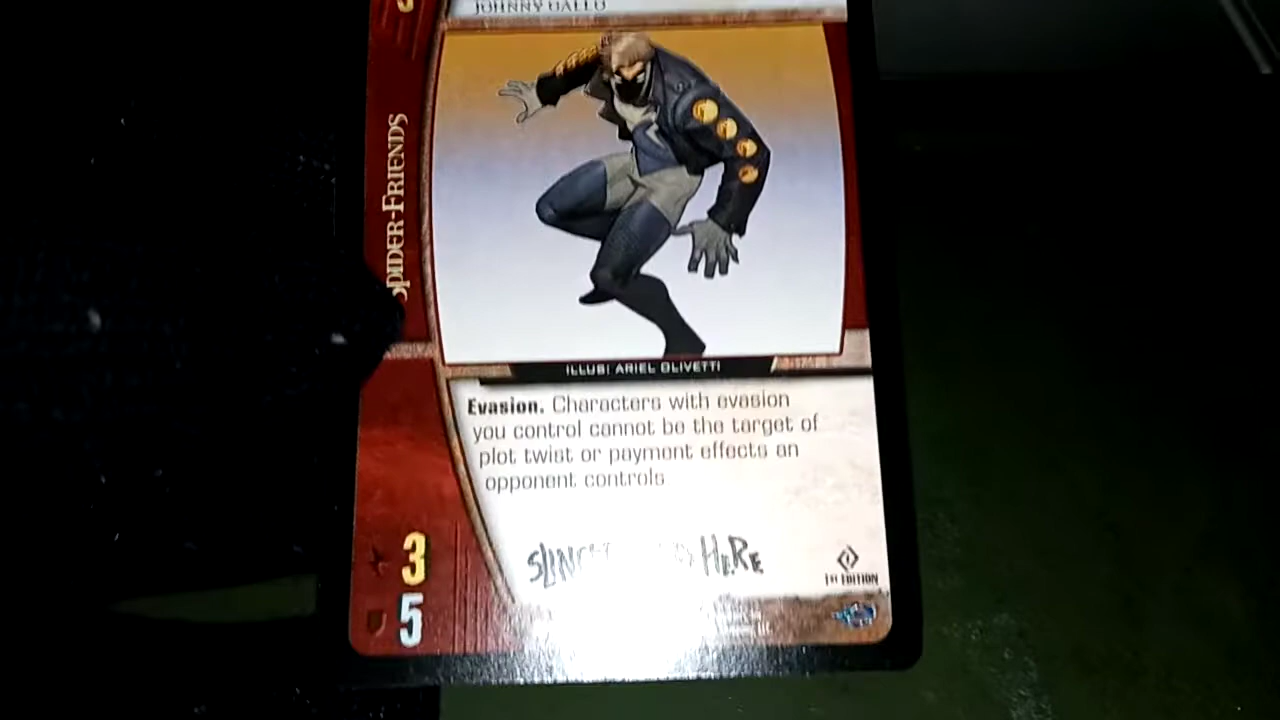 JOHNNY GALLO
SPIDER-FRIENDS
ILLUS: ARIEL OLIVETTI
Evasion. Characters with evasion
you control cannot be the target of
plot twist or payment effects an
opponent controls
HERE
1ST EDITION
3
5